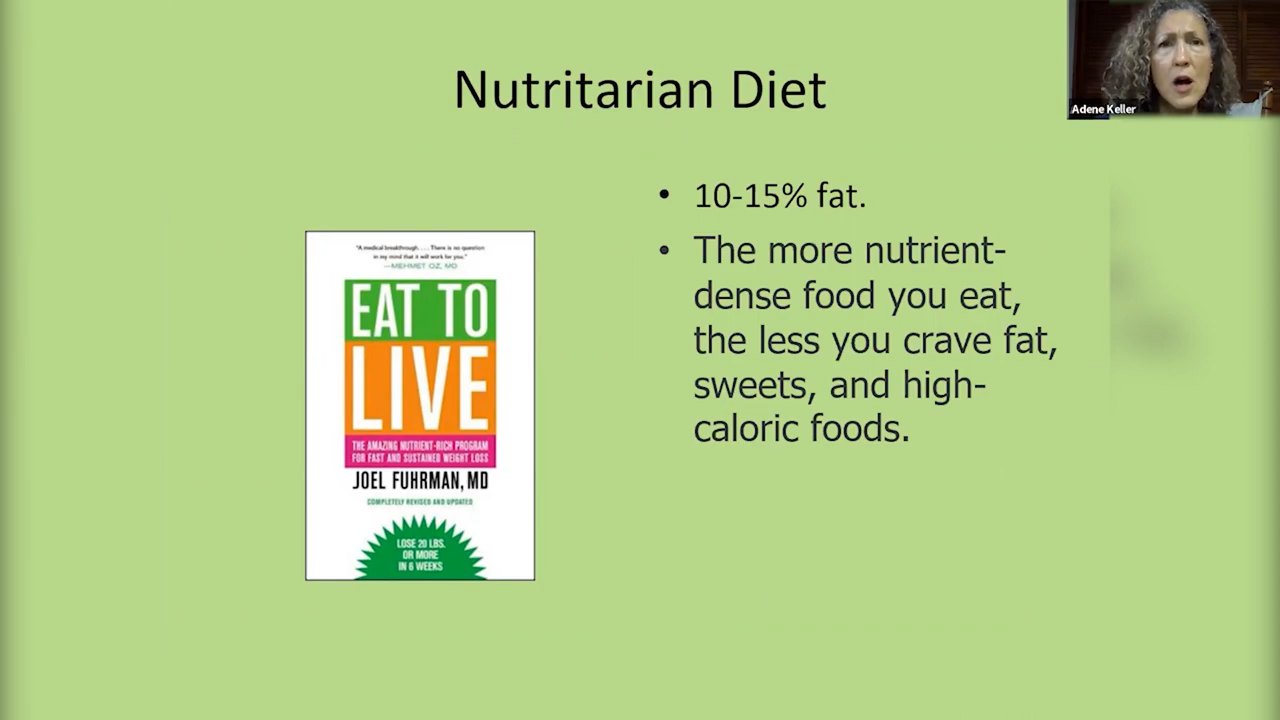 Nutritarian Diet
Adene Keller
• 10-15% fat.
• The more nutrient-
dense food you eat,
the less you crave fat,
sweets, and high-
caloric foods.
"A medical breakthrough. . . . There is no question
in my mind that it will work for you."
—MEHMET OZ, MD
EAT TO
LIVE
THE AMAZING NUTRIENT-RICH PROGRAM
FOR FAST AND SUSTAINED WEIGHT LOSS
JOEL FUHRMAN, MD
COMPLETELY REVISED AND UPDATED
LOSE 20 LBS.
OR MORE
IN 6 WEEKS